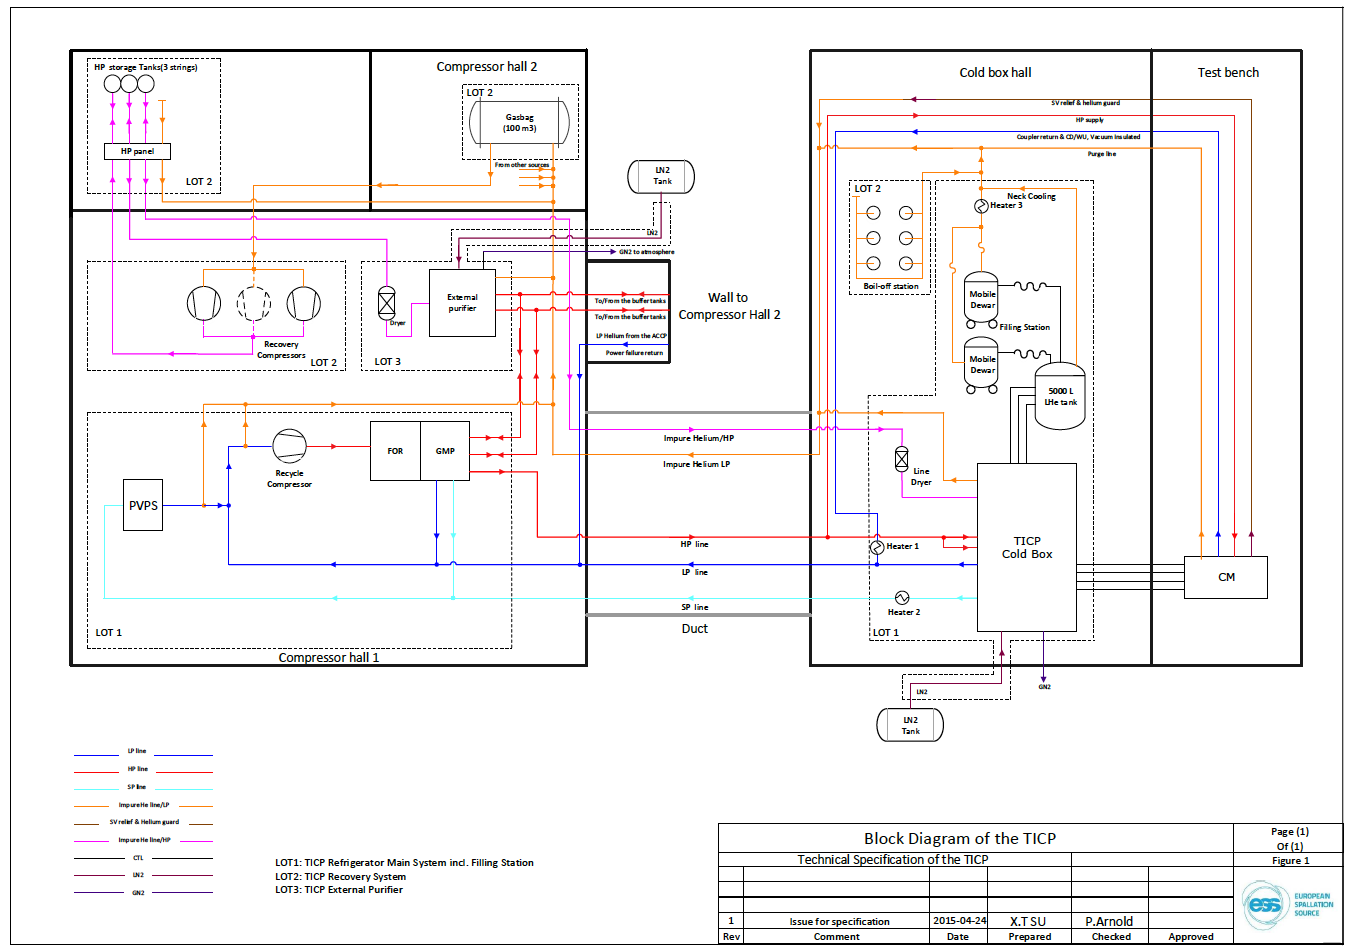 HP storage Tanks(3 strings)
HP panel
LOT 2
Compressor hall 2
LOT 2
Gasbag
(100 m3)
From other sources
LN2
Tank
LN2
GN2 to atmosphere
Recovery
Compressors
LOT 2
External
purifier
Dryer
LOT 3
To/From the buffer tanks
To/From the buffer tanks
LP Helium from the ACCP
Power failure return
Wall to
Compressor Hall 2
PVPS
Recycle
Compressor
FOR
GMP
LOT 1
Compressor hall 1
Impure Helium/HP
Impure Helium LP
HP line
LP line
SP line
Duct
Cold box hall
Test bench
SV relief & helium guard
HP supply
Coupler return & CD/WU, Vacuum insulated
Purge line
LOT 2
Boil-off station
Neck Cooling
Heater 3
Mobile
Dewar
Filling Station
Mobile
Dewar
5000 L
LHe tank
Line
Dryer
Heater 1
Heater 2
TICP
Cold Box
CM
LOT 1
GN2
LN2
LN2
Tank
LP line
HP line
SP line
Impure He line/LP
SV relief & Helium guard
Impure He line/HP
CTL
LN2
GN2
LOT1: TICP Refrigerator Main System incl. Filling Station
LOT2: TICP Recovery System
LOT3: TICP External Purifier
Block Diagram of the TICP
Page (1)
Of (1)
Technical Specification of the TICP
Figure 1
1 Issue for specification 2015-04-24 X.T SU P.Arnold
Rev Comment Date Prepared Checked Approved
ess
EUROPEAN
SPALLATION
SOURCE